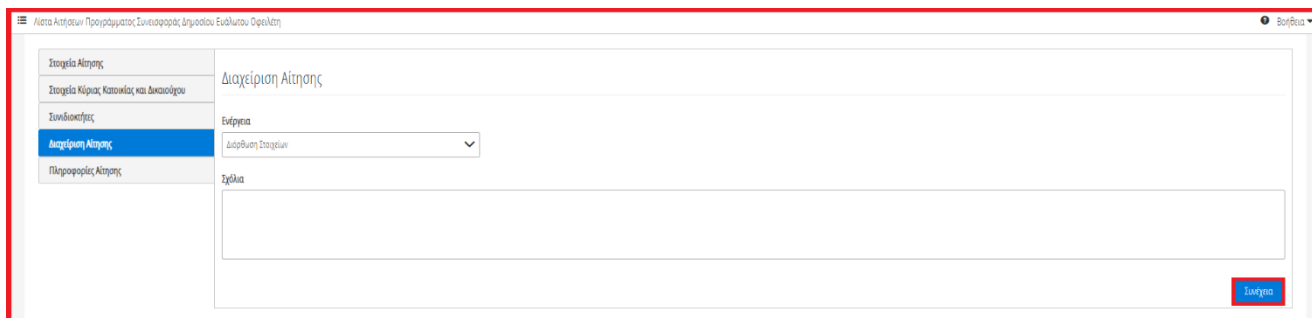 Λίστα Αιτήσεων Προγράμματος Συνεισφοράς Δημοσίου Ευάλωτου Οφειλέτη
Βοήθεια
Στοιχεία Αίτησης
Στοιχεία Κύριας Κατοικίας και Δικαιούχου
Συνιδιοκτήτες
Διαχείριση Αίτησης
Πληροφορίες Αίτησης
Διαχείριση Αίτησης
Ενέργεια
Διόρθωση Στοιχείων
Σχόλια
Συνέχεια